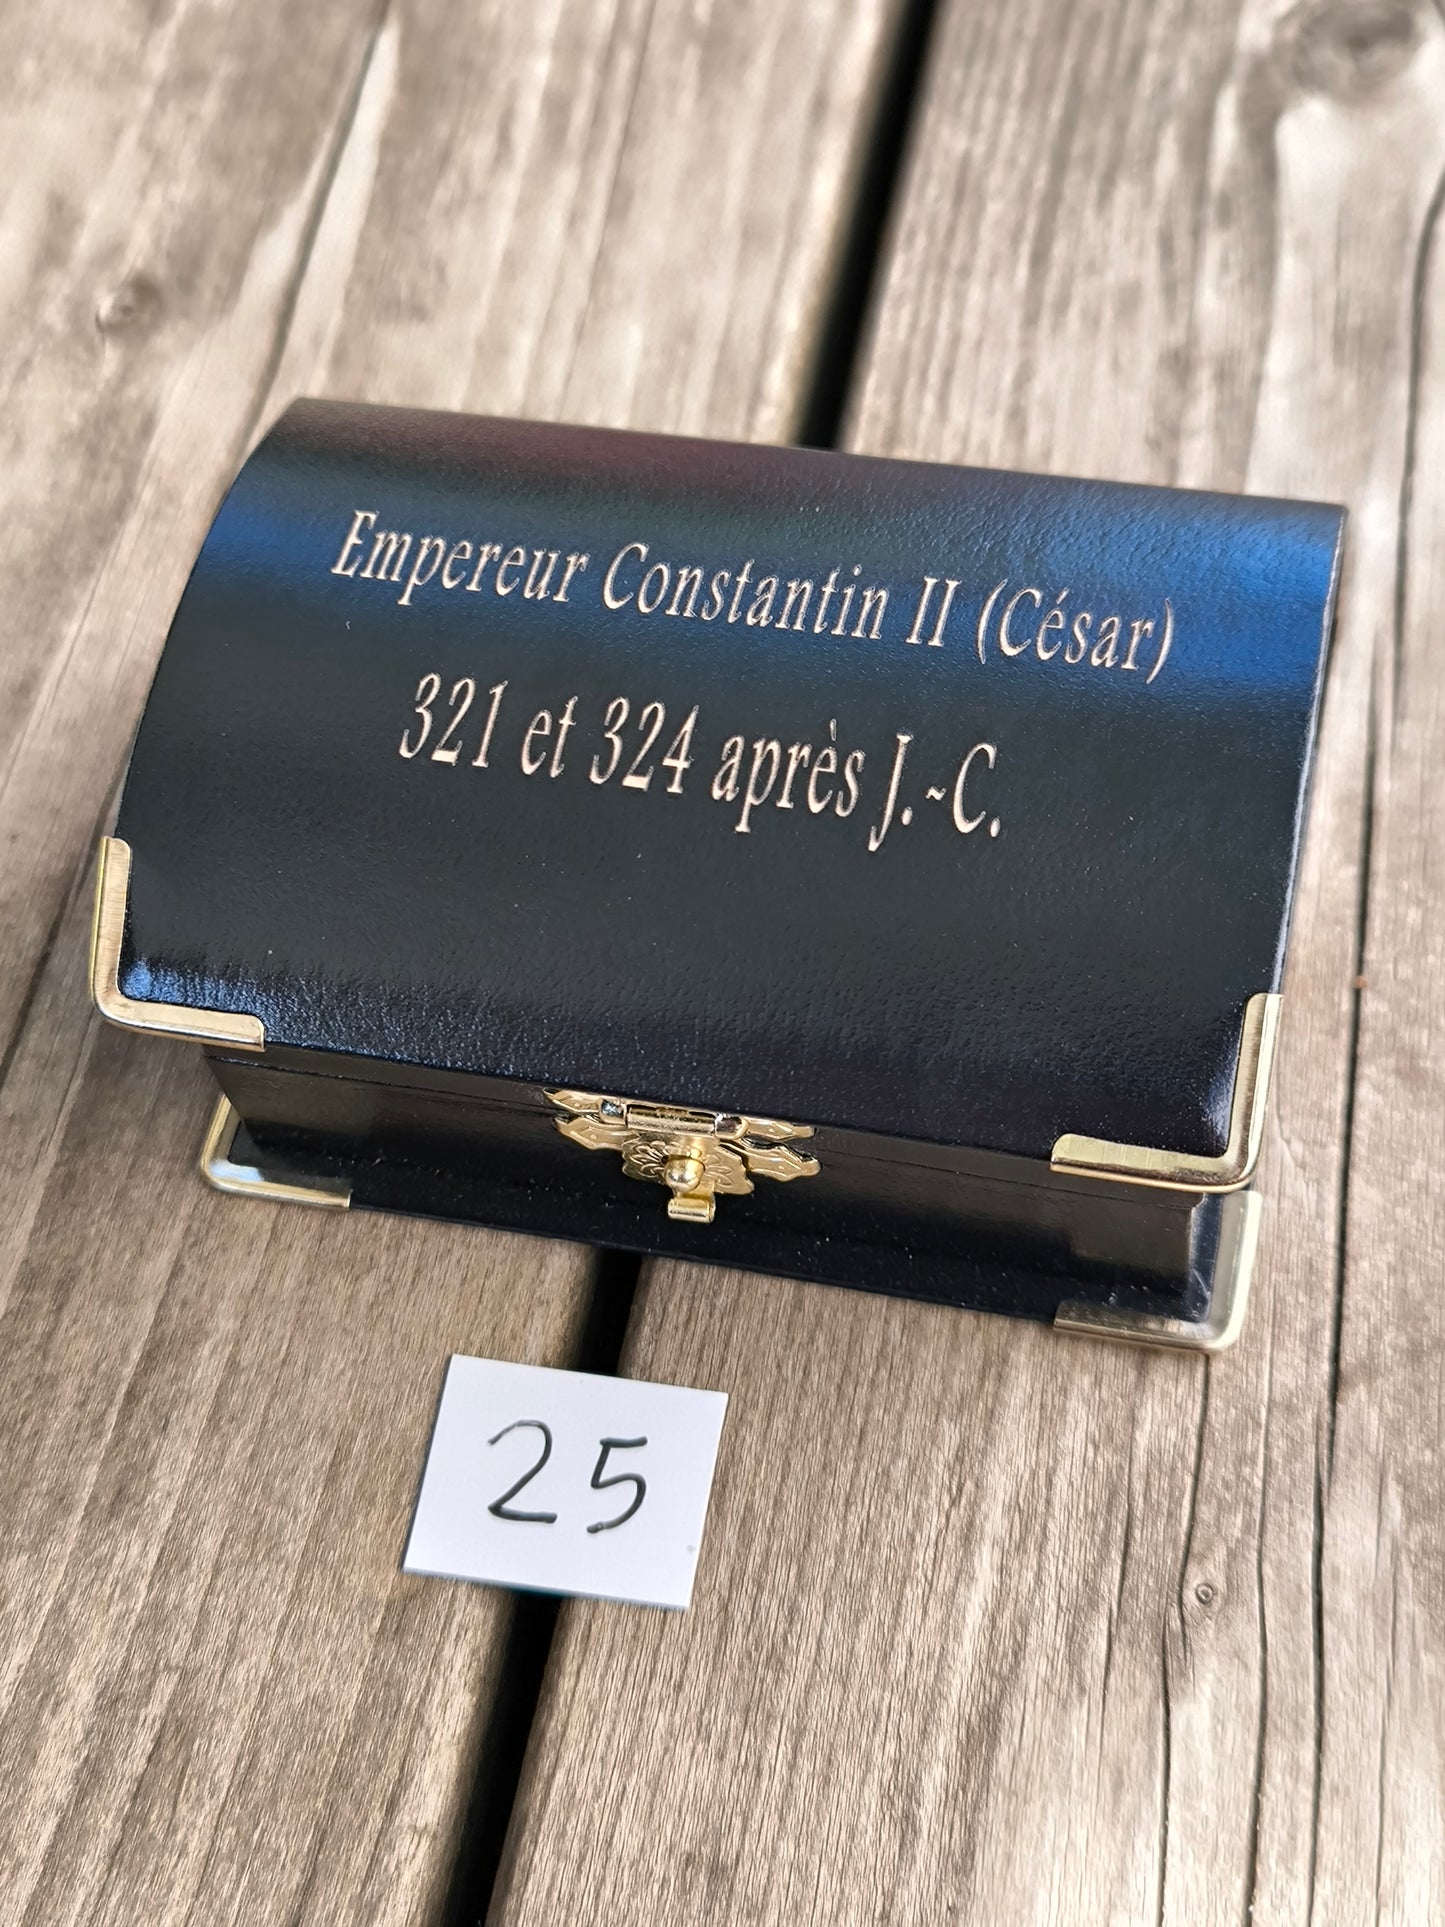 Empereur Constantin II (César)
321 et 324 après J.-C.
25